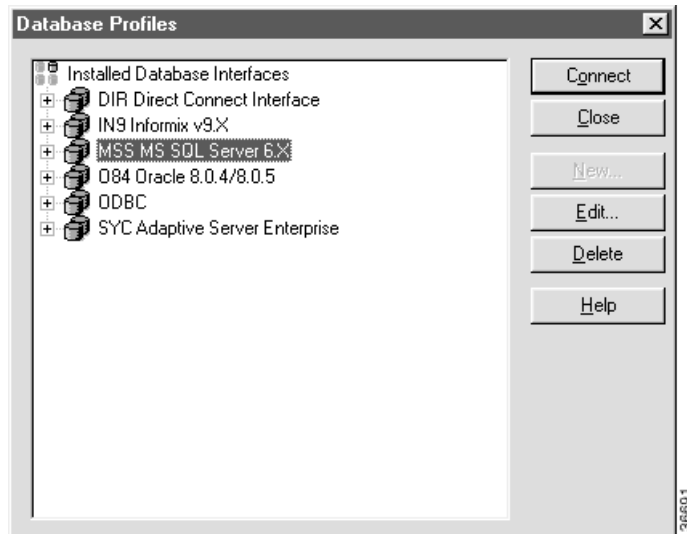 Database Profiles
Installed Database Interfaces
DIR Direct Connect Interface
IN9 Informix v9.X
MSS MS SQL Server 6.X
O84 Oracle 8.0.4/8.0.5
ODBC
SYC Adaptive Server Enterprise
Connect
Close
New...
Edit...
Delete
Help
36691